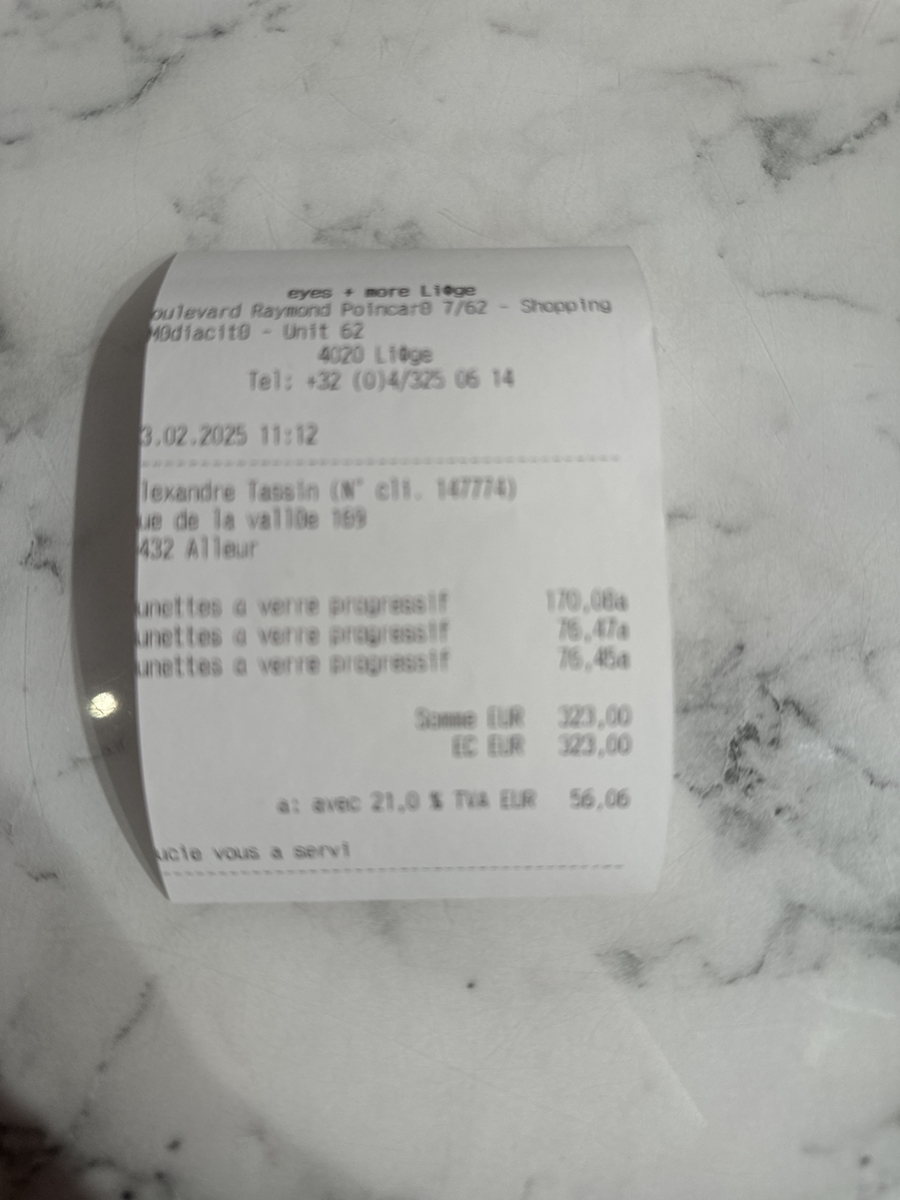 eyes + more Li�ge
oulevard Raymond Poincar� 7/62 - Shopping
M�diacit� - Unit 62
4020 Li�ge
Tel: +32 (0)4/325 06 14
3.02.2025 11:12
lexandre Tassin (N° cli. 147774)
ue de la vall�e 169
432 Alleur
unettes a verre progressif 170,08a
unettes a verre progressif 76,47a
unettes a verre progressif 76,45a
Somme EUR 323,00
EC EUR 323,00
a: avec 21,0 % TVA EUR 56,06
ucie vous a servi